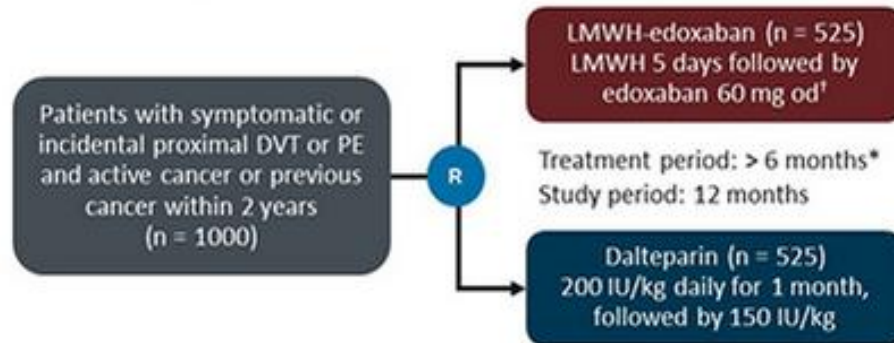 Patients with symptomatic or
incidental proximal DVT or PE
and active cancer or previous
cancer within 2 years
(n = 1000)
R
LMWH-edoxaban (n = 525)
LMWH 5 days followed by
edoxaban 60 mg od†
Treatment period: > 6 months*
Study period: 12 months
Dalteparin (n = 525)
200 IU/kg daily for 1 month,
followed by 150 IU/kg